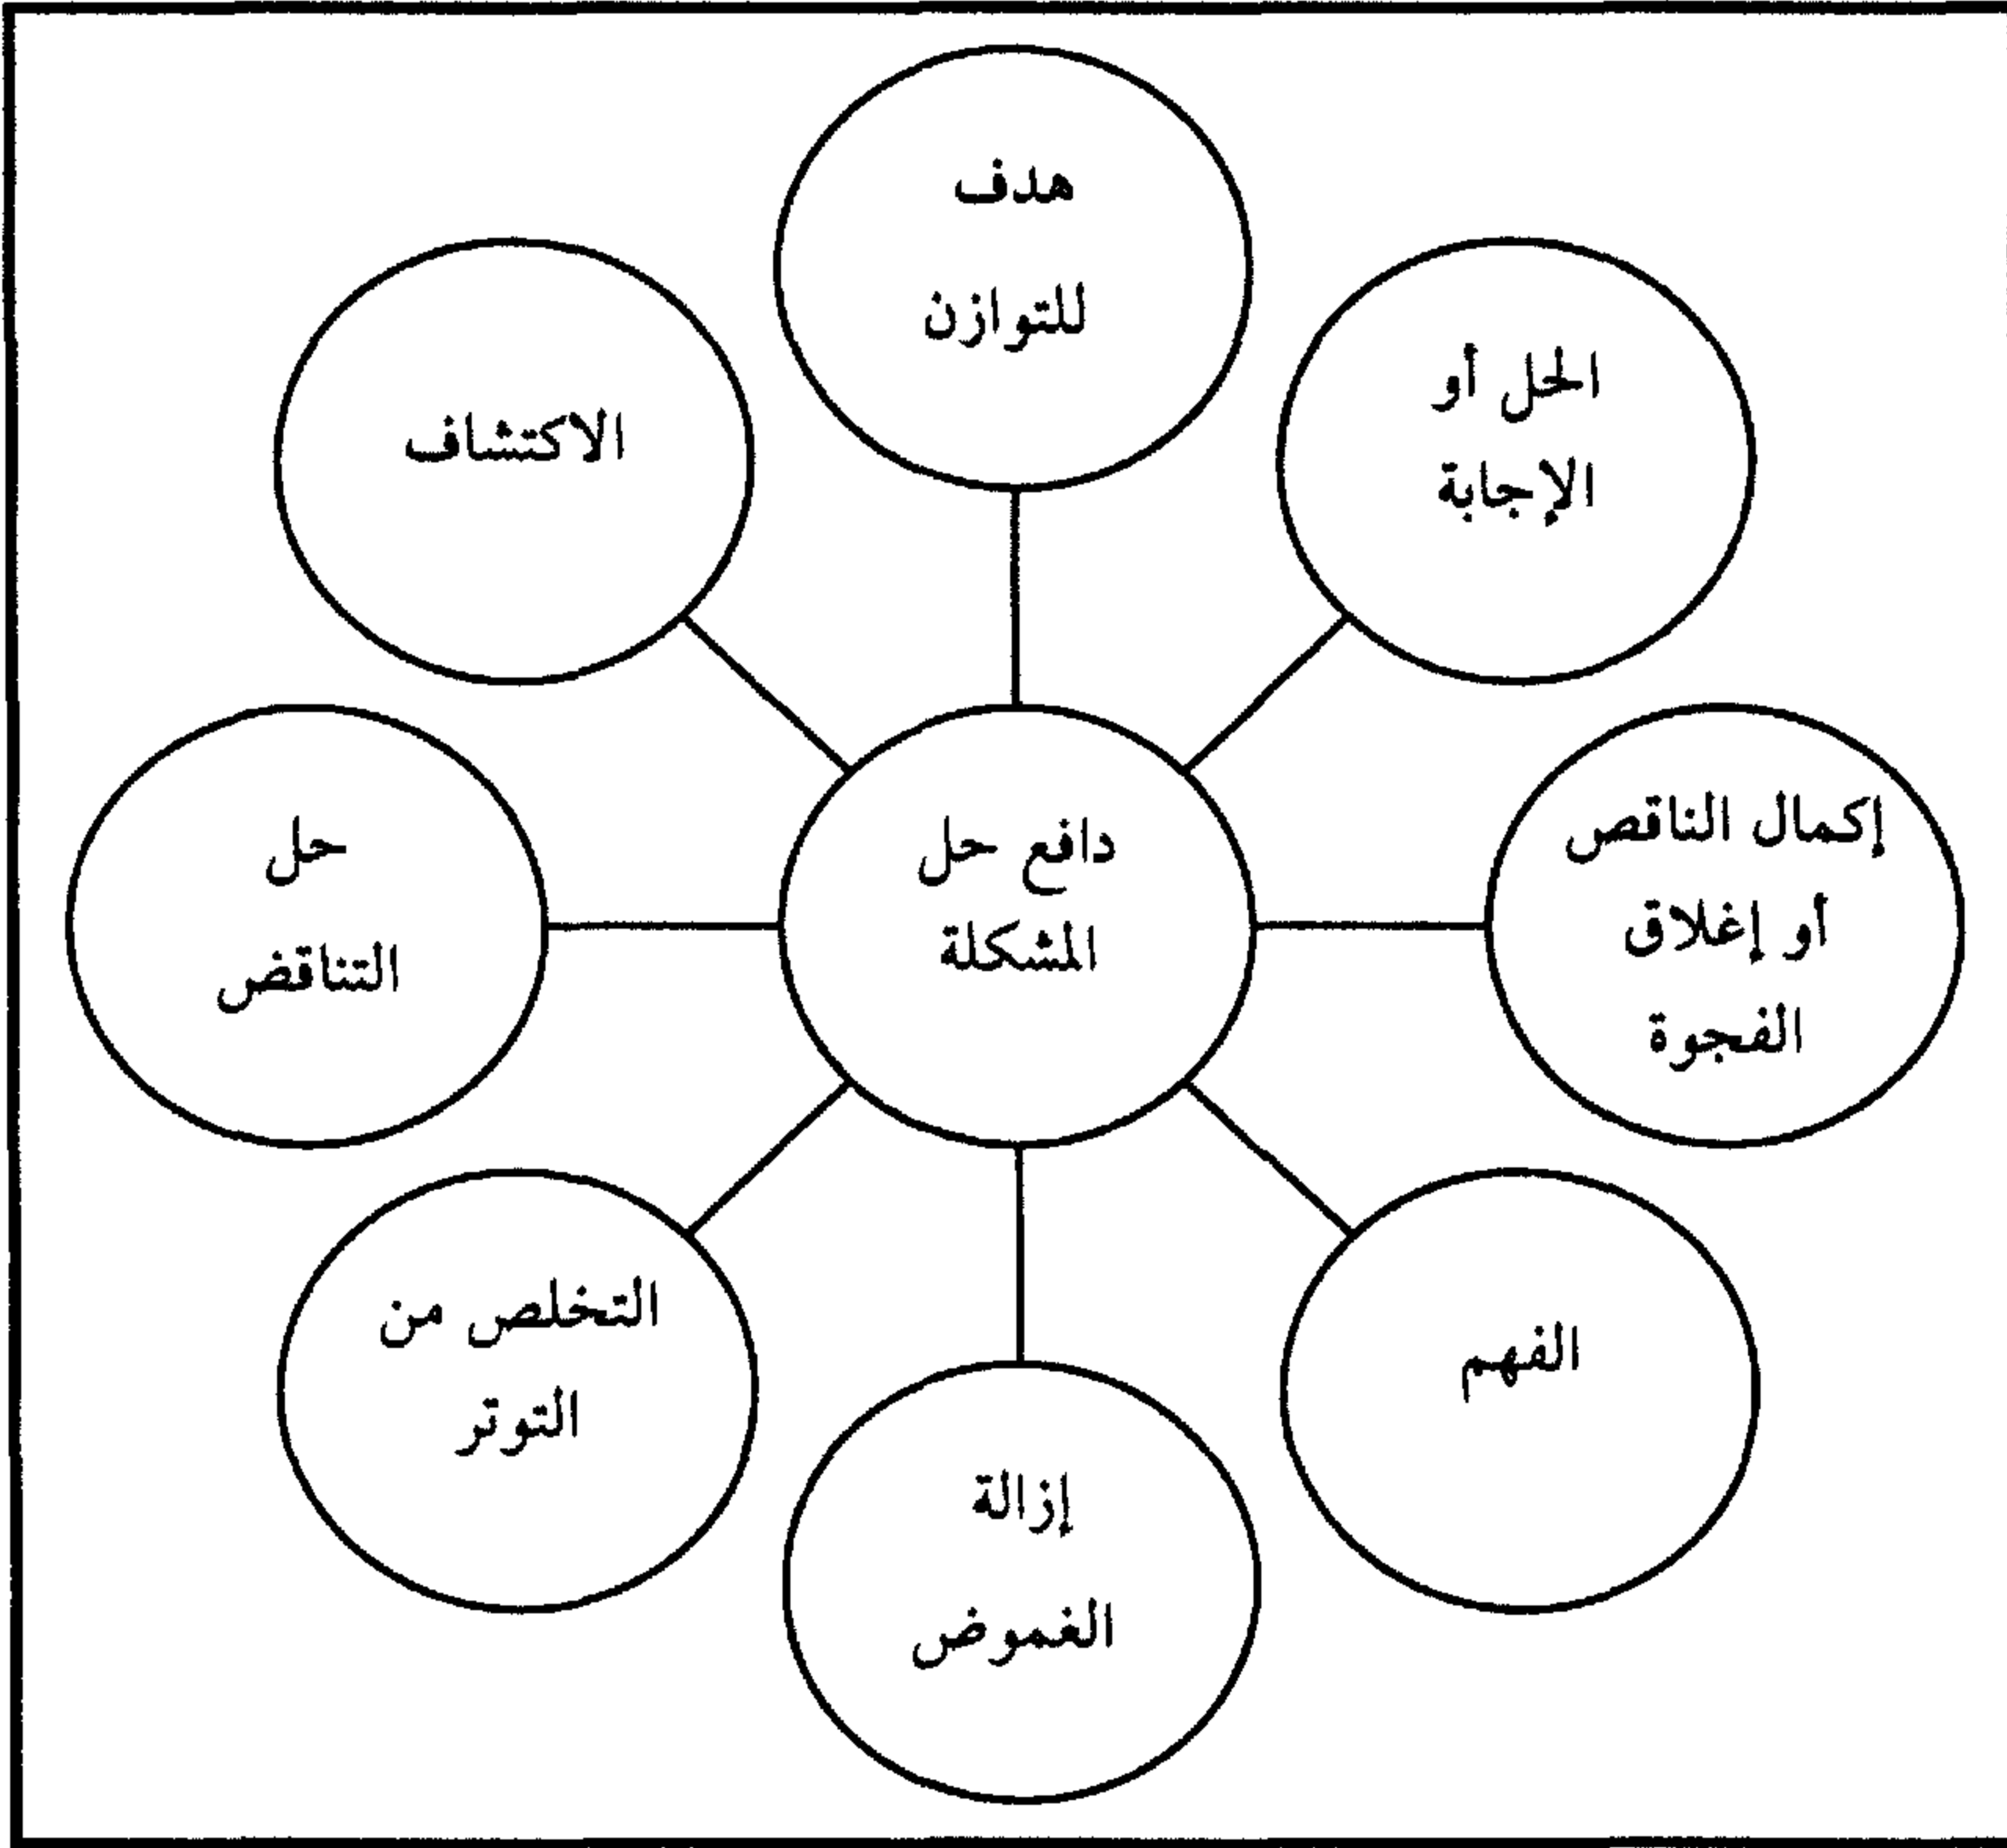 هدف
للتوازن
الحل أو
الإجابة
الاكتشاف
إكمال الناقص
أو إغلاق
الفجوة
دافع حل
المشكلة
حل
التناقض
الفهم
التخلص من
التوتر
إزالة
الغموض